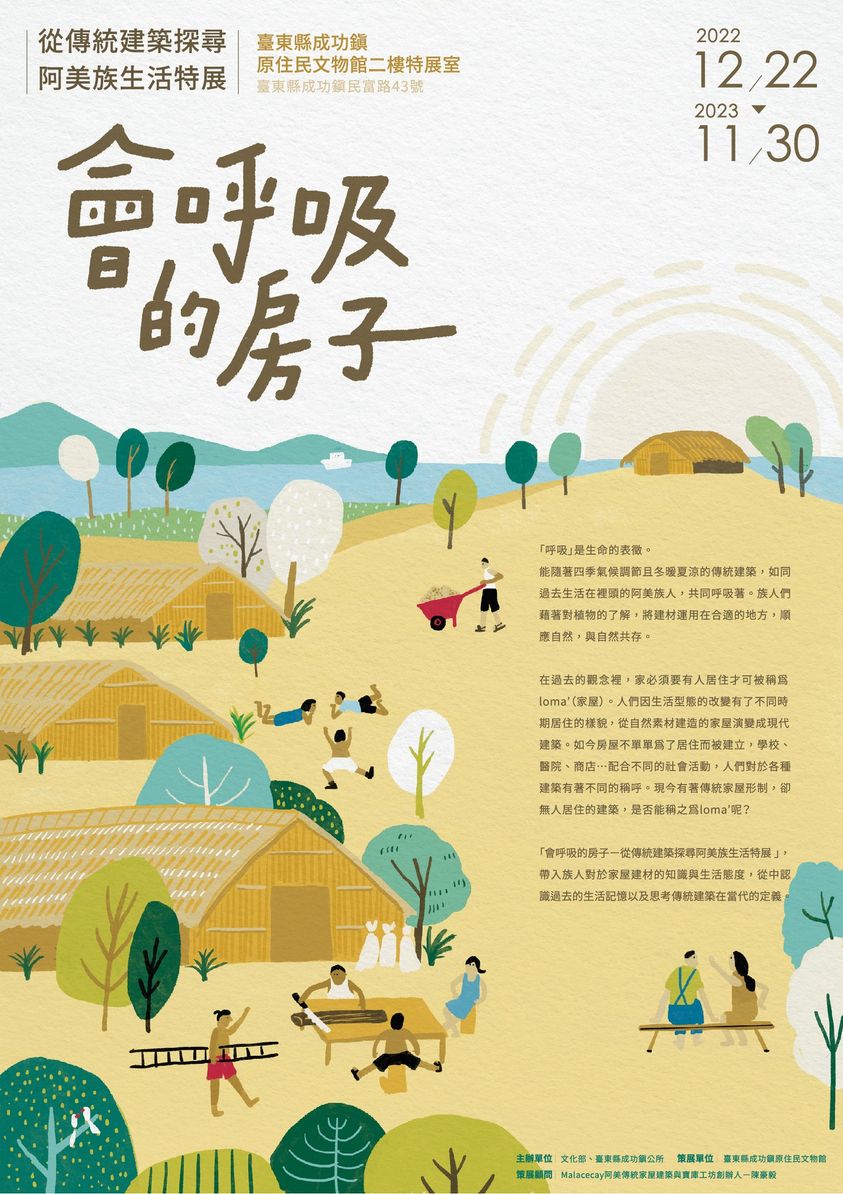 從傳統建築探尋
阿美族生活特展
臺東縣成功鎮
原住民文物館二樓特展室
臺東縣成功鎮民富路43號
2022
12/22
2023
11/30
會呼吸
的房子
「呼吸」是生命的表徵。
能隨著四季氣候調節且冬暖夏涼的傳統建築，如同
過去生活在裡頭的阿美族人，共同呼吸著。族人們
藉著對植物的了解，將建材運用在合適的地方，順
應自然，與自然共存。
在過去的觀念裡，家必須要有人居住才可被稱為
loma'（家屋）。人們因生活型態的改變有了不同時
期居住的樣貌，從自然素材建造的家屋演變成現代
建築。如今房屋不單單為了居住而被建立，學校、
醫院、商店⋯配合不同的社會活動，人們對於各種
建築有著不同的稱呼。現今有著傳統家屋形制，卻
無人居住的建築，是否能稱之為loma'呢？
「會呼吸的房子－從傳統建築探尋阿美族生活特展」，
帶入族人對於家屋建材的知識與生活態度，從中認
識過去的生活記憶以及思考傳統建築在當代的定義。
主辦單位｜文化部、臺東縣成功鎮公所 策展單位｜臺東縣成功鎮原住民文物館
策展顧問｜Malacecay阿美傳統家屋建築與寶庫工坊創辦人－陳豪毅